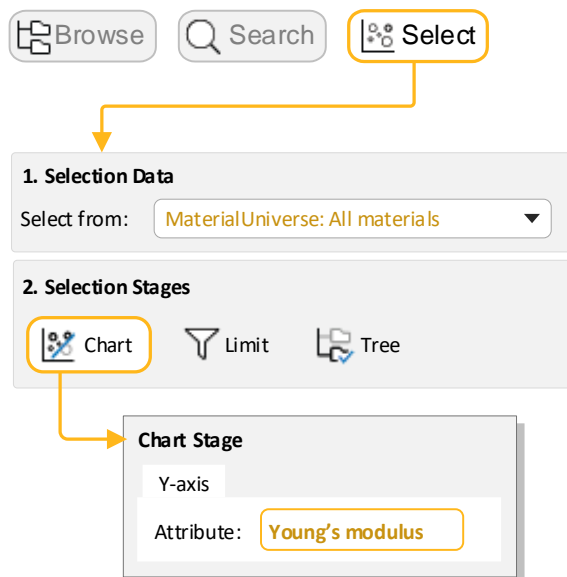 Browse Search Select
1. Selection Data
Select from: MaterialUniverse: All materials
2. Selection Stages
Chart Limit Tree
Chart Stage
Y-axis
Attribute: Young’s modulus